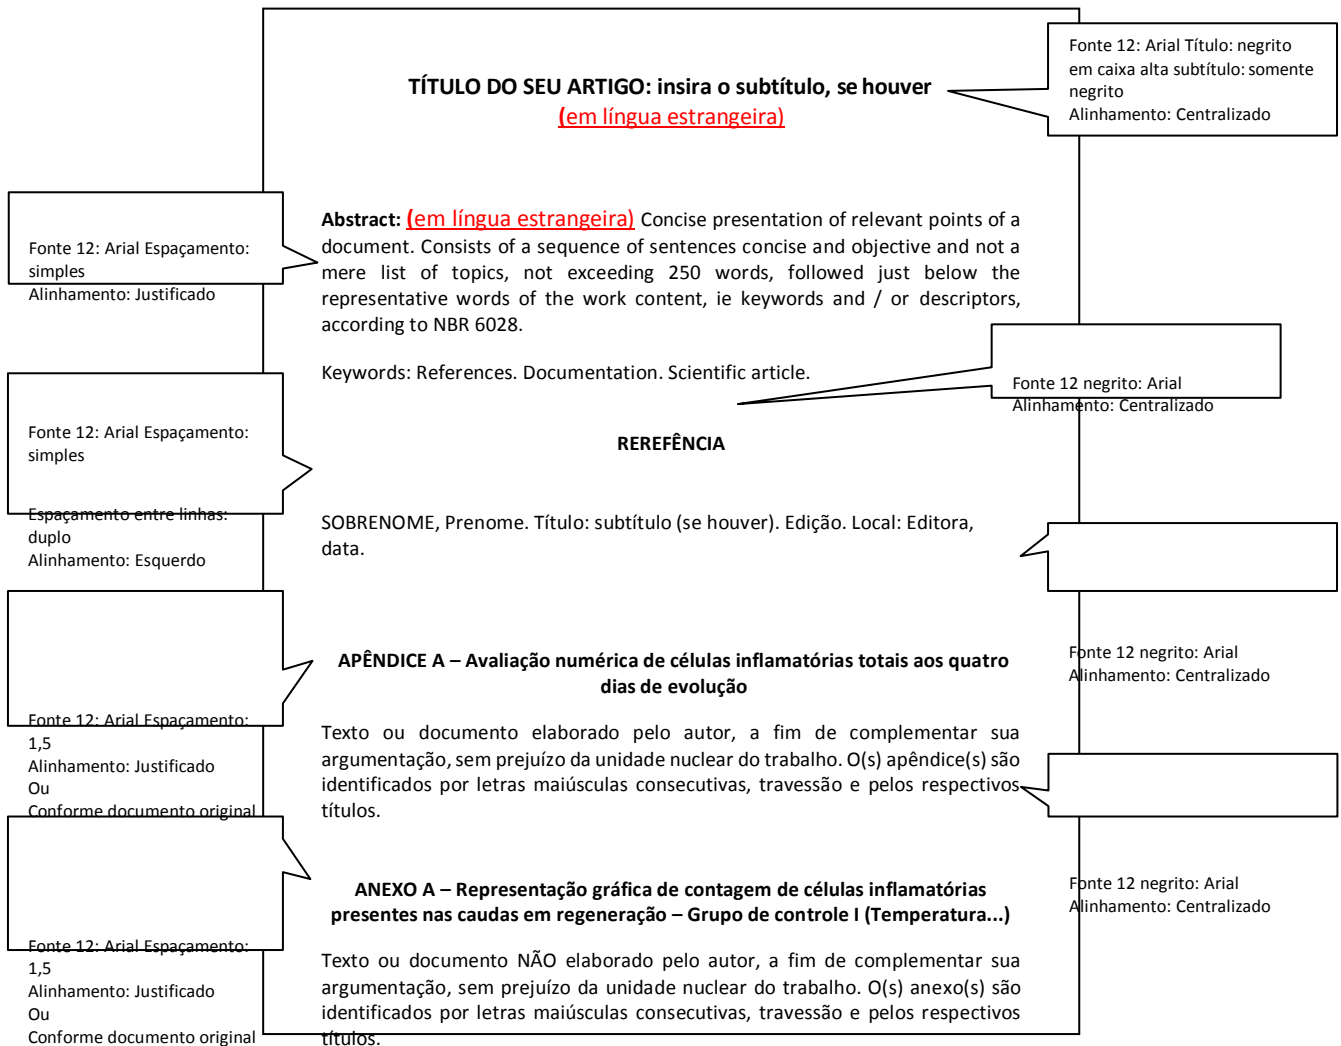 TÍTULO DO SEU ARTIGO: insira o subtítulo, se houver
(em língua estrangeira)
Fonte 12: Arial Título: negrito
em caixa alta subtítulo: somente
negrito
Alinhamento: Centralizado
Fonte 12: Arial Espaçamento:
simples
Alinhamento: Justificado
Abstract: (em língua estrangeira) Concise presentation of relevant points of a
document. Consists of a sequence of sentences concise and objective and not a
mere list of topics, not exceeding 250 words, followed just below the
representative words of the work content, ie keywords and / or descriptors,
according to NBR 6028.
Keywords: References. Documentation. Scientific article.
Fonte 12 negrito: Arial
Alinhamento: Centralizado
REREFÊNCIA
Fonte 12: Arial Espaçamento:
simples
Espaçamento entre linhas:
duplo
Alinhamento: Esquerdo
SOBRENOME, Prenome. Título: subtítulo (se houver). Edição. Local: Editora,
data.
APÊNDICE A – Avaliação numérica de células inflamatórias totais aos quatro
dias de evolução
Fonte 12 negrito: Arial
Alinhamento: Centralizado
Fonte 12: Arial Espaçamento:
1,5
Alinhamento: Justificado
Ou
Conforme documento original
Texto ou documento elaborado pelo autor, a fim de complementar sua
argumentação, sem prejuízo da unidade nuclear do trabalho. O(s) apêndice(s) são
identificados por letras maiúsculas consecutivas, travessão e pelos respectivos
títulos.
ANEXO A – Representação gráfica de contagem de células inflamatórias
presentes nas caudas em regeneração – Grupo de controle I (Temperatura...)
Fonte 12 negrito: Arial
Alinhamento: Centralizado
Fonte 12: Arial Espaçamento:
1,5
Alinhamento: Justificado
Ou
Conforme documento original
Texto ou documento NÃO elaborado pelo autor, a fim de complementar sua
argumentação, sem prejuízo da unidade nuclear do trabalho. O(s) anexo(s) são
identificados por letras maiúsculas consecutivas, travessão e pelos respectivos
títulos.